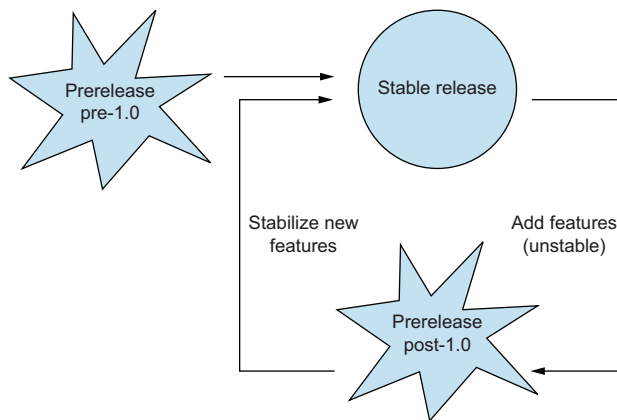 Prerelease
pre-1.0
Stable release
Stabilize new
features
Add features
(unstable)
Prerelease
post-1.0